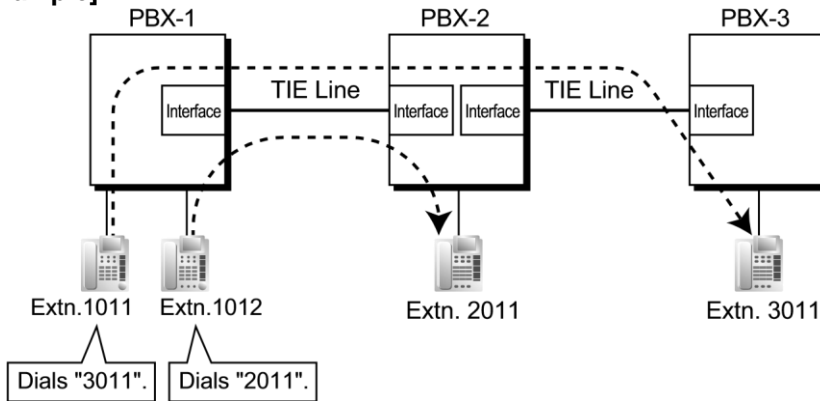 PBX-1 PBX-2 PBX-3
TIE Line TIE Line
Interface Interface Interface Interface
Extn.1011 Extn.1012 Extn. 2011 Extn. 3011
Dials "3011". Dials "2011".